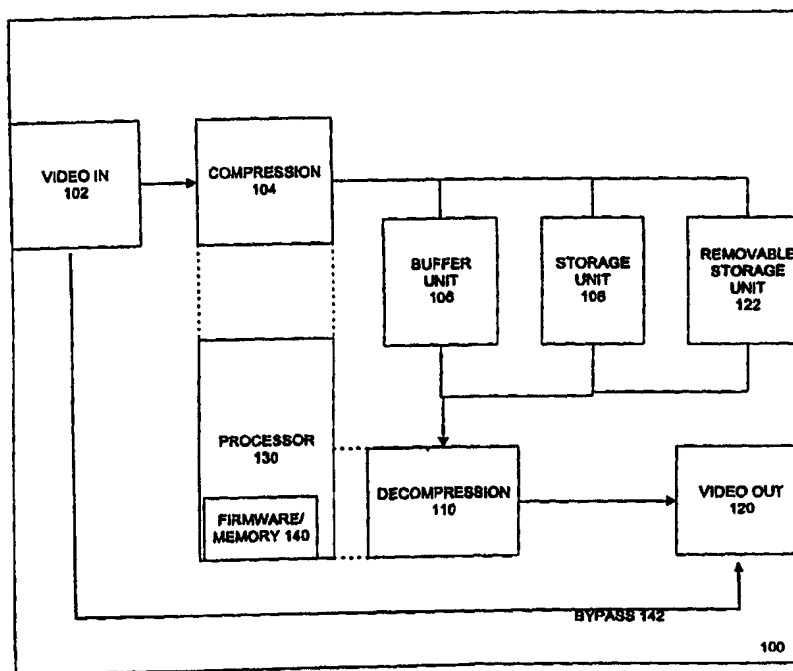 VIDEO IN
102
COMPRESSION
104
BUFFER
UNIT
106
STORAGE
UNIT
108
REMOVABLE
STORAGE
UNIT
122
PROCESSOR
130
FIRMWARE/
MEMORY 140
DECOMPRESSION
110
VIDEO OUT
120
BYPASS 142
100